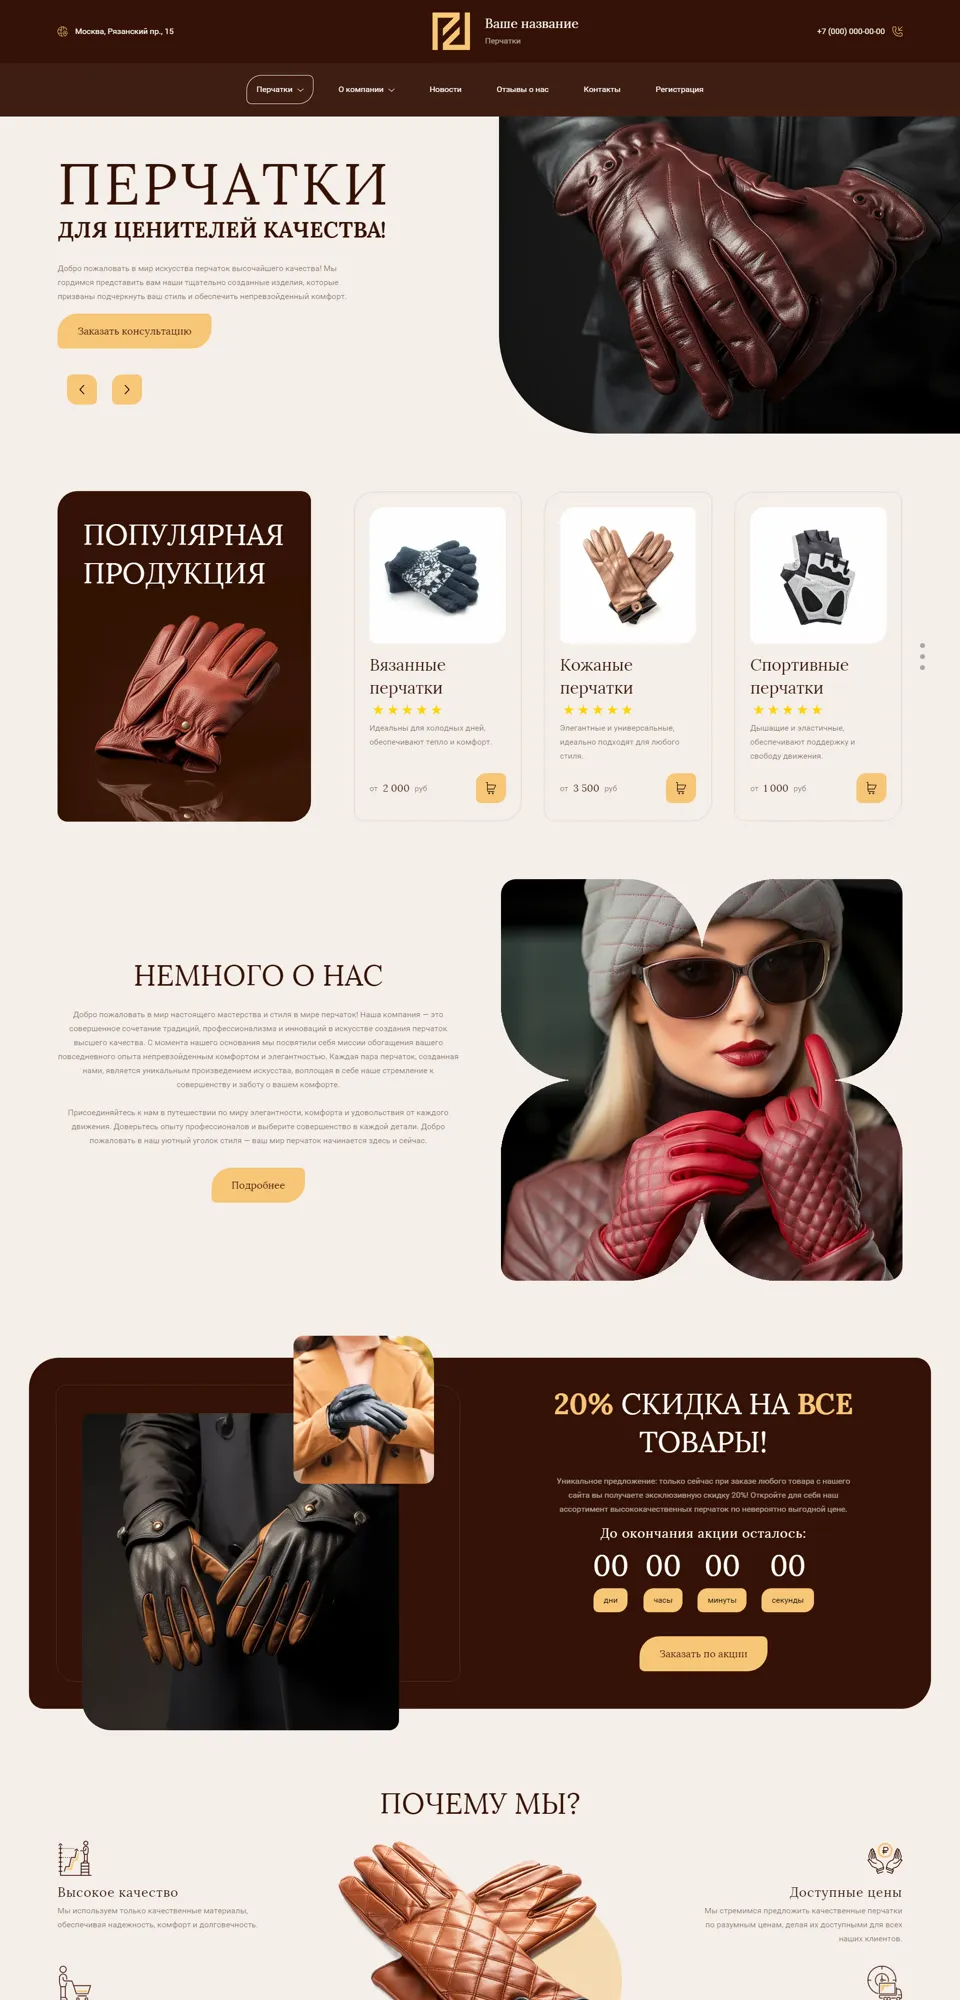 Москва, Рязанский пр., 15
Ваше название
Перчатки
+7 (000) 000-00-00
Перчатки
О компании
Новости
Отзывы о нас
Контакты
Регистрация
ПЕРЧАТКИ
ДЛЯ ЦЕНИТЕЛЕЙ КАЧЕСТВА!
Добро пожаловать в мир искусства перчаток высочайшего качества! Мы
гордимся представить вам наши тщательно созданные изделия, которые
призваны подчеркнуть ваш стиль и обеспечить непревзойденный комфорт.
Заказать консультацию
ПОПУЛЯРНАЯ
ПРОДУКЦИЯ
Вязанные
перчатки
Идеальны для холодных дней,
обеспечивают тепло и комфорт.
от 2 000 руб
Кожаные
перчатки
Элегантные и универсальные,
идеально подходят для любого
стиля.
от 3 500 руб
Спортивные
перчатки
Дышащие и эластичные,
обеспечивают поддержку и
свободу движения.
от 1 000 руб
НЕМНОГО О НАС
Добро пожаловать в мир настоящего мастерства и стиля в мире перчаток! Наша компания — это
совершенное сочетание традиций, профессионализма и инноваций в искусстве создания перчаток
высшего качества. С момента нашего основания мы посвятили себя миссии обогащения вашего
повседневного опыта непревзойденным комфортом и элегантностью. Каждая пара перчаток, созданная
нами, является уникальным произведением искусства, воплощая в себе наше стремление к
совершенству и заботу о вашем комфорте.
Присоединяйтесь к нам в путешествии по миру элегантности, комфорта и удовольствия от каждого
движения. Доверьтесь опыту профессионалов и выберите совершенство в каждой детали. Добро
пожаловать в наш уютный уголок стиля — ваш мир перчаток начинается здесь и сейчас.
Подробнее
20% СКИДКА НА ВСЕ
ТОВАРЫ!
Уникальное предложение: только сейчас при заказе любого товара с нашего
сайта вы получаете эксклюзивную скидку 20%! Откройте для себя наш
ассортимент высококачественных перчаток по невероятно выгодной цене.
До окончания акции осталось:
00 00 00 00
дни часы минуты секунды
Заказать по акции
ПОЧЕМУ МЫ?
Высокое качество
Мы используем только качественные материалы,
обеспечивая надежность, комфорт и долговечность.
Доступные цены
Мы стремимся предложить качественные перчатки
по разумным ценам, делая их доступными для всех
наших клиентов.